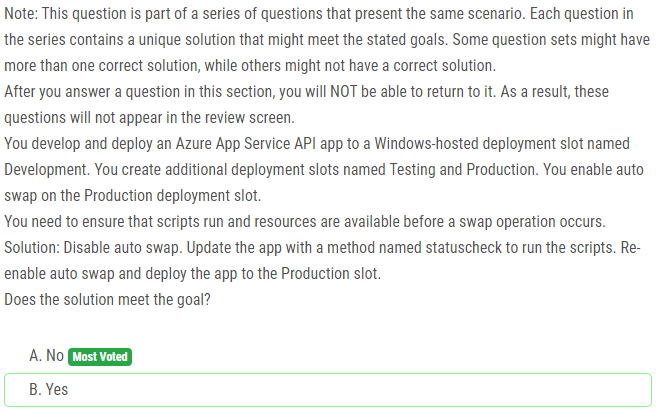 Note: This question is part of a series of questions that present the same scenario. Each question in
the series contains a unique solution that might meet the stated goals. Some question sets might have
more than one correct solution, while others might not have a correct solution.
After you answer a question in this section, you will NOT be able to return to it. As a result, these
questions will not appear in the review screen.
You develop and deploy an Azure App Service API app to a Windows-hosted deployment slot named
Development. You create additional deployment slots named Testing and Production. You enable auto
swap on the Production deployment slot.
You need to ensure that scripts run and resources are available before a swap operation occurs.
Solution: Disable auto swap. Update the app with a method named statuscheck to run the scripts. Re-
enable auto swap and deploy the app to the Production slot.
Does the solution meet the goal?
A. No Most Voted
B. Yes